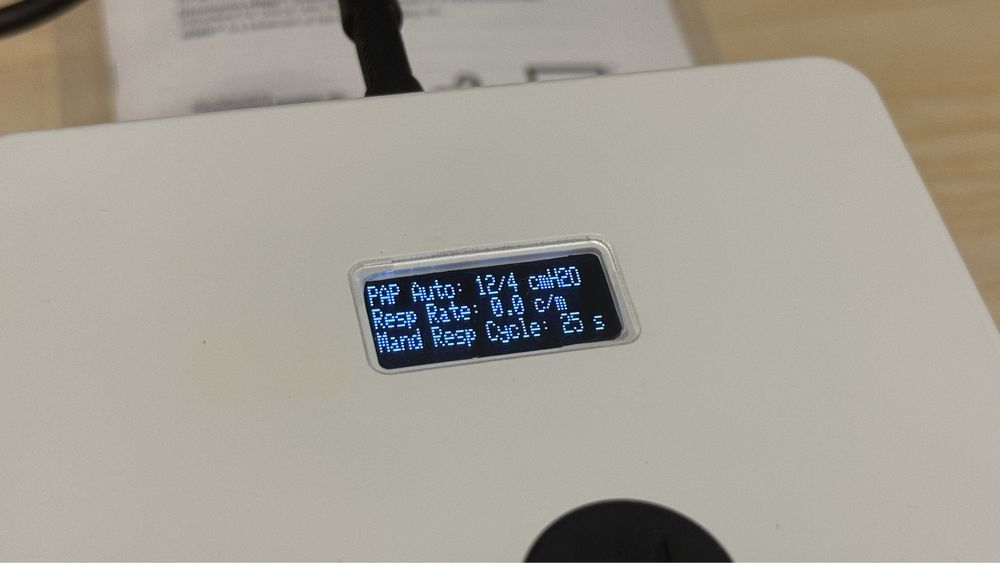 PAP Auto: 12/4 cmH2O
Resp Rate: 0.0 c/m
Mand Resp Cycle: 25 s